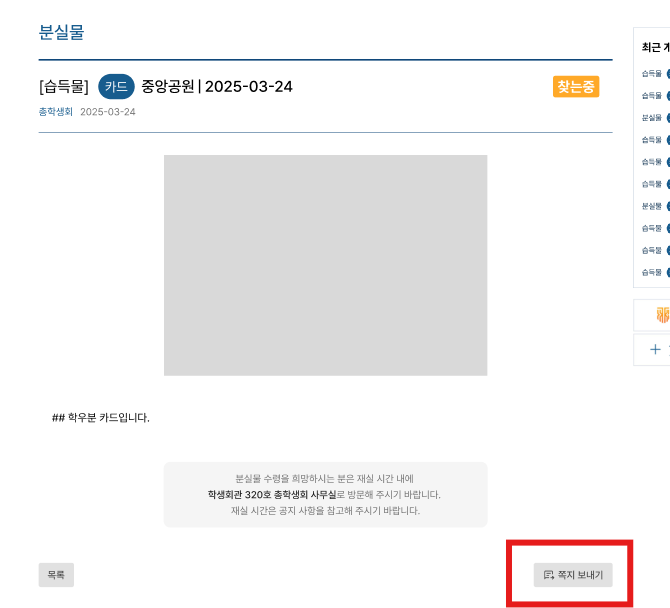 분실물
[습득물] 카드 중앙공원 | 2025-03-24 찾는중
총학생회 2025-03-24
## 학우분 카드입니다.
분실물 수령을 희망하시는 분은 재실 시간 내에
학생회관 320호 총학생회 사무실로 방문해 주시기 바랍니다.
재실 시간은 공지 사항을 참고해 주시기 바랍니다.
목록 쪽지 보내기
최근
습득물
습득물
분실물
습득물
습득물
습득물
분실물
습득물
습득물
습득물
+